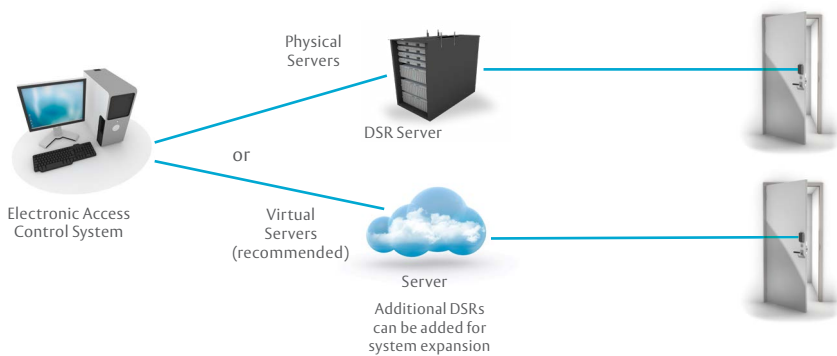 Physical
Servers
DSR Server
or
Electronic Access
Control System
Virtual
Servers
(recommended)
Server
Additional DSRs
can be added for
system expansion